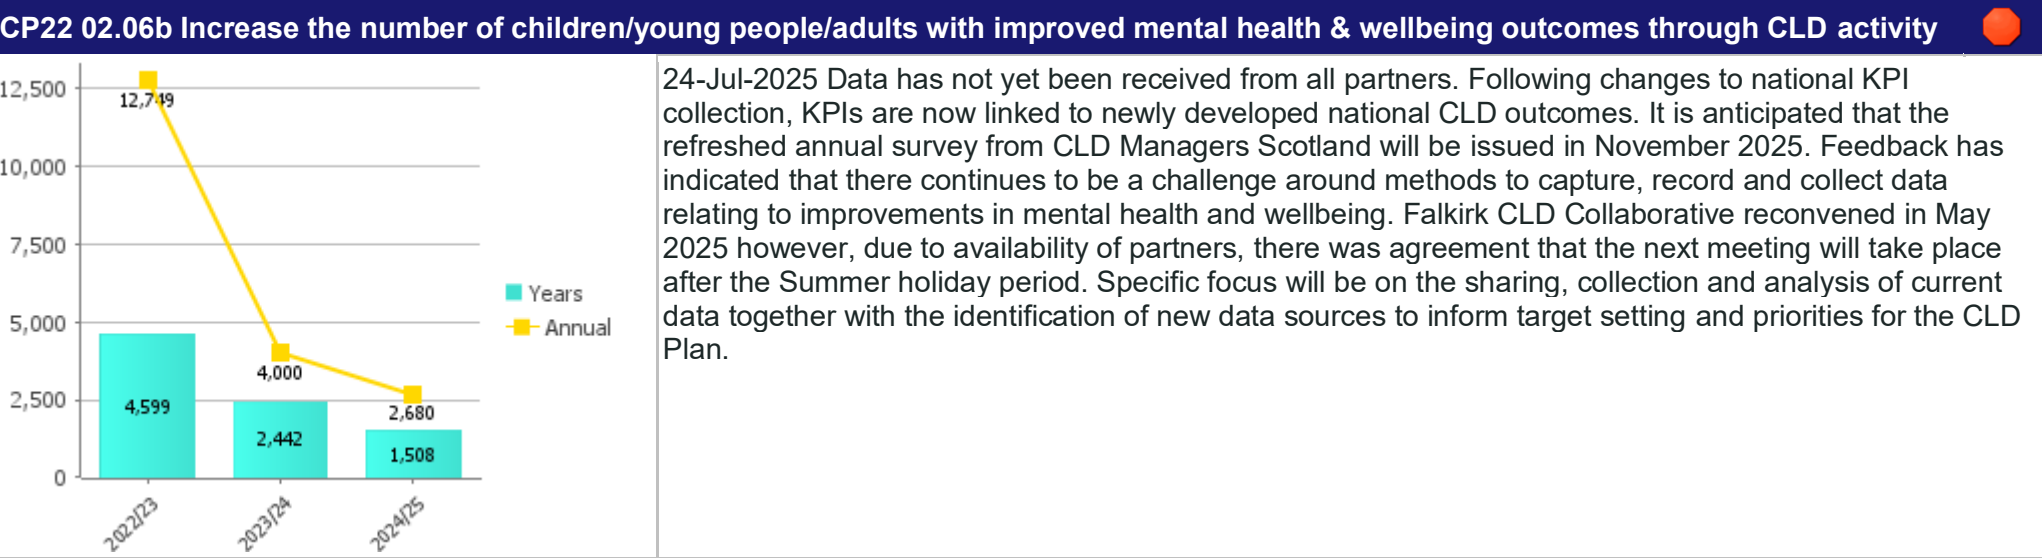 CP22 02.06b Increase the number of children/young people/adults with improved mental health & wellbeing outcomes through CLD activity
12,500
10,000
7,500
5,000
2,500
0
12,749
4,000
2,680
4,599
2,442
1,508
2022/23
2023/24
2024/25
Years
Annual
24-Jul-2025 Data has not yet been received from all partners. Following changes to national KPI
collection, KPIs are now linked to newly developed national CLD outcomes. It is anticipated that the
refreshed annual survey from CLD Managers Scotland will be issued in November 2025. Feedback has
indicated that there continues to be a challenge around methods to capture, record and collect data
relating to improvements in mental health and wellbeing. Falkirk CLD Collaborative reconvened in May
2025 however, due to availability of partners, there was agreement that the next meeting will take place
after the Summer holiday period. Specific focus will be on the sharing, collection and analysis of current
data together with the identification of new data sources to inform target setting and priorities for the CLD
Plan.